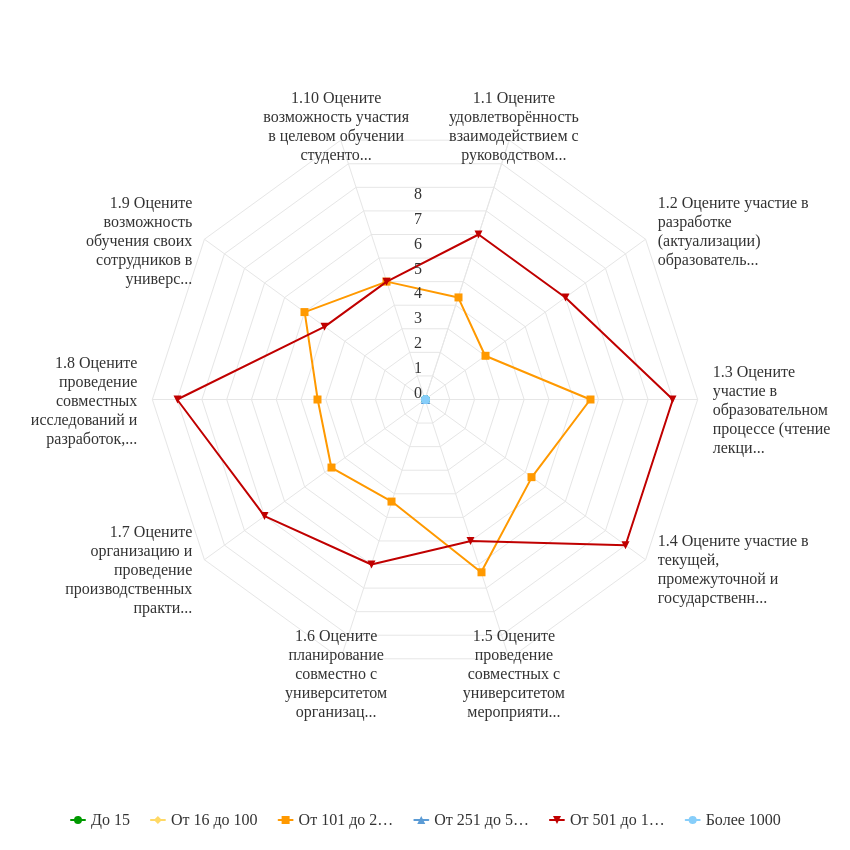 1.10 Оцените
возможность участия
в целевом обучении
студенто...
1.1 Оцените
удовлетворённость
взаимодействием с
руководством...
1.9 Оцените
возможность
обучения своих
сотрудников в
универс...
1.2 Оцените участие в
разработке
(актуализации)
образователь...
8
7
6
5
4
3
2
1
0
1.8 Оцените
проведение
совместных
исследований и
разработок,...
1.3 Оцените
участие в
образовательном
процессе (чтение
лекци...
1.7 Оцените
организацию и
проведение
производственных
практи...
1.4 Оцените участие в
текущей,
промежуточной и
государственн...
1.6 Оцените
планирование
совместно с
университетом
организац...
1.5 Оцените
проведение
совместных с
университетом
мероприяти...
До 15
От 16 до 100
От 101 до 2…
От 251 до 5…
От 501 до 1…
Более 1000